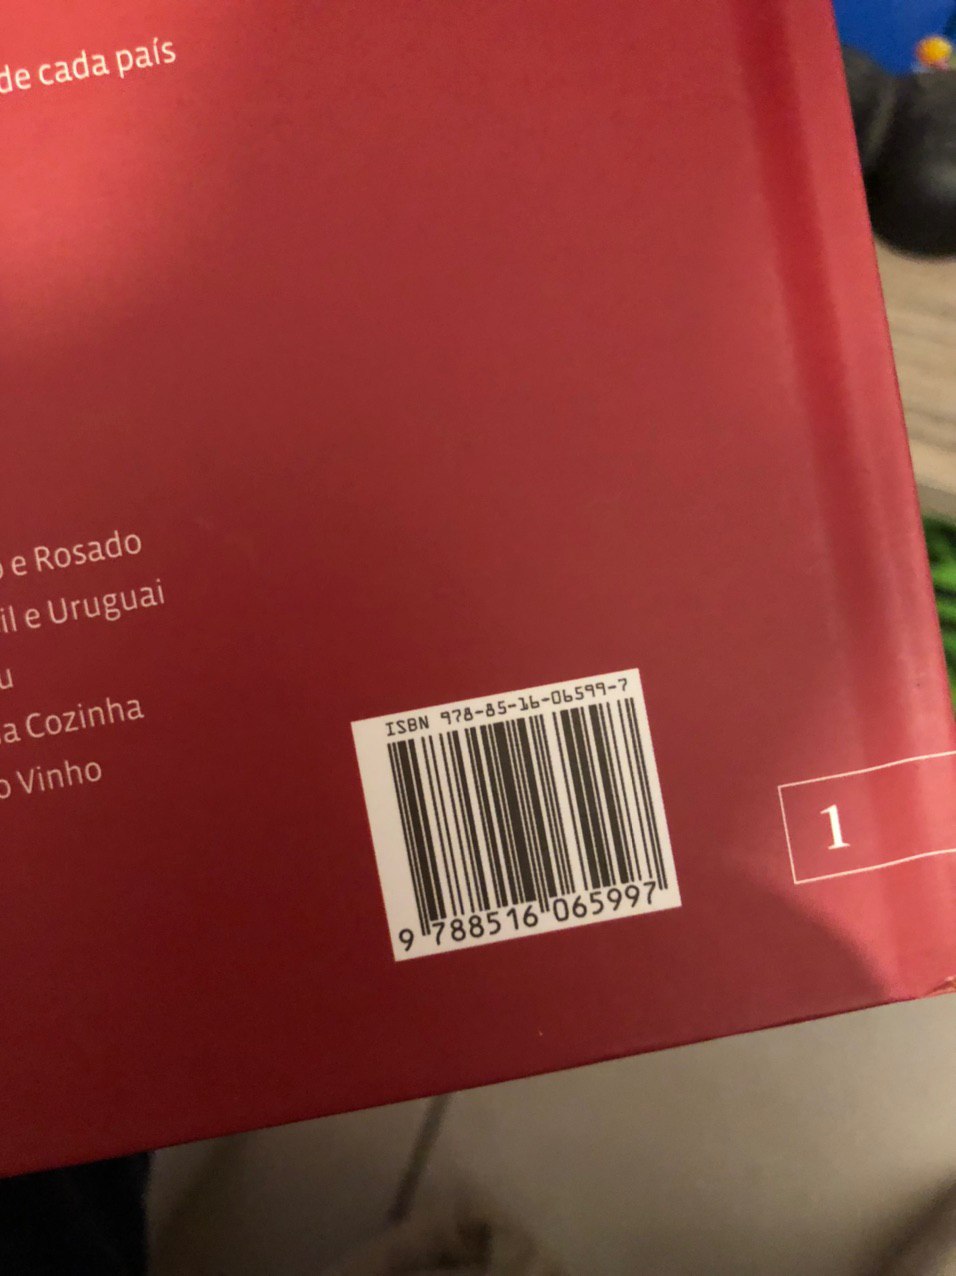 de cada país
e Rosado
il e Uruguai
u
a Cozinha
o Vinho
ISBN 978-85-16-06599-7
9 788516 065997
1